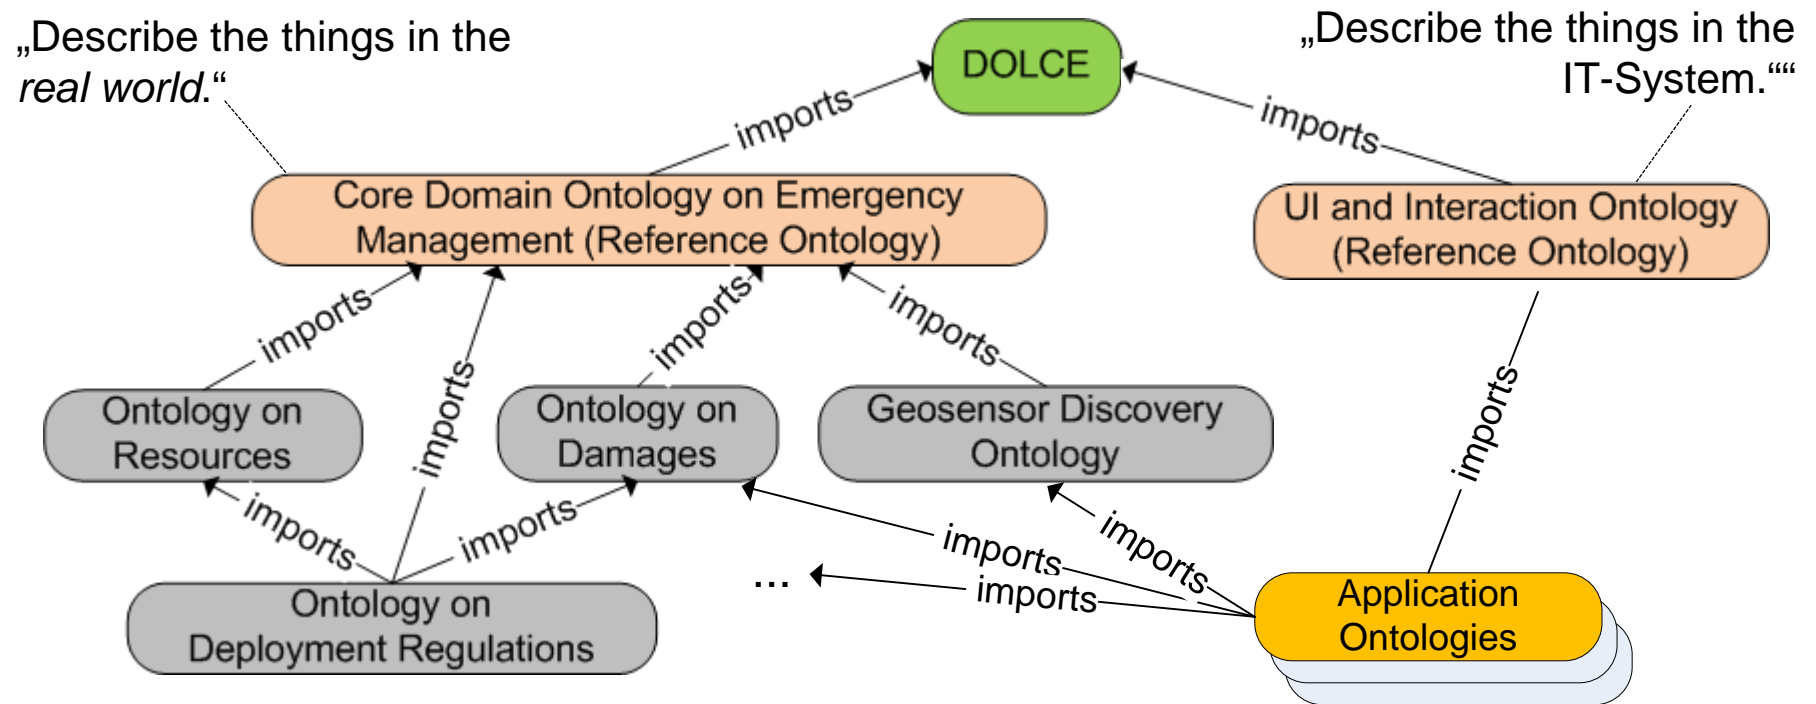 „Describe the things in the
real world.“
DOLCE
„Describe the things in the
IT-System.““
imports
imports
Core Domain Ontology on Emergency
Management (Reference Ontology)
UI and Interaction Ontology
(Reference Ontology)
imports
imports
imports
imports
imports
Ontology on
Resources
Ontology on
Damages
Geosensor Discovery
Ontology
imports
imports
imports
imports
imports
...
Ontology on
Deployment Regulations
Application
Ontologies